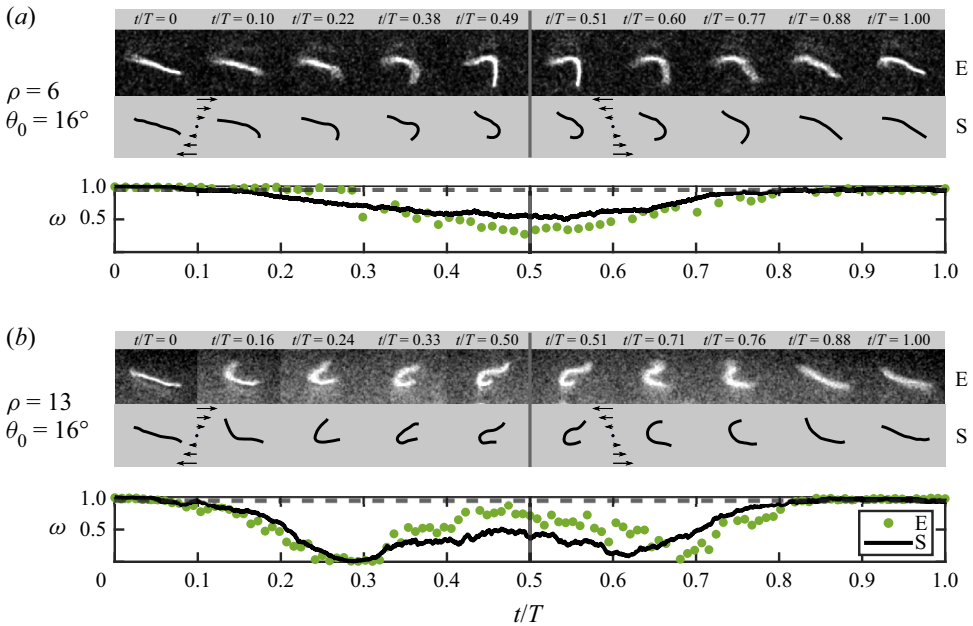 (a)
t/T = 0 t/T = 0.10 t/T = 0.22 t/T = 0.38 t/T = 0.49 t/T = 0.51 t/T = 0.60 t/T = 0.77 t/T = 0.88 t/T = 1.00
E
ρ = 6
θ0 = 16°
S
1.0
ω 0.5
0 0.1 0.2 0.3 0.4 0.5 0.6 0.7 0.8 0.9 1.0
(b)
t/T = 0 t/T = 0.16 t/T = 0.24 t/T = 0.33 t/T = 0.50 t/T = 0.51 t/T = 0.71 t/T = 0.76 t/T = 0.88 t/T = 1.00
E
ρ = 13
θ0 = 16°
S
1.0
ω 0.5
E
S
0 0.1 0.2 0.3 0.4 0.5 0.6 0.7 0.8 0.9 1.0
t/T